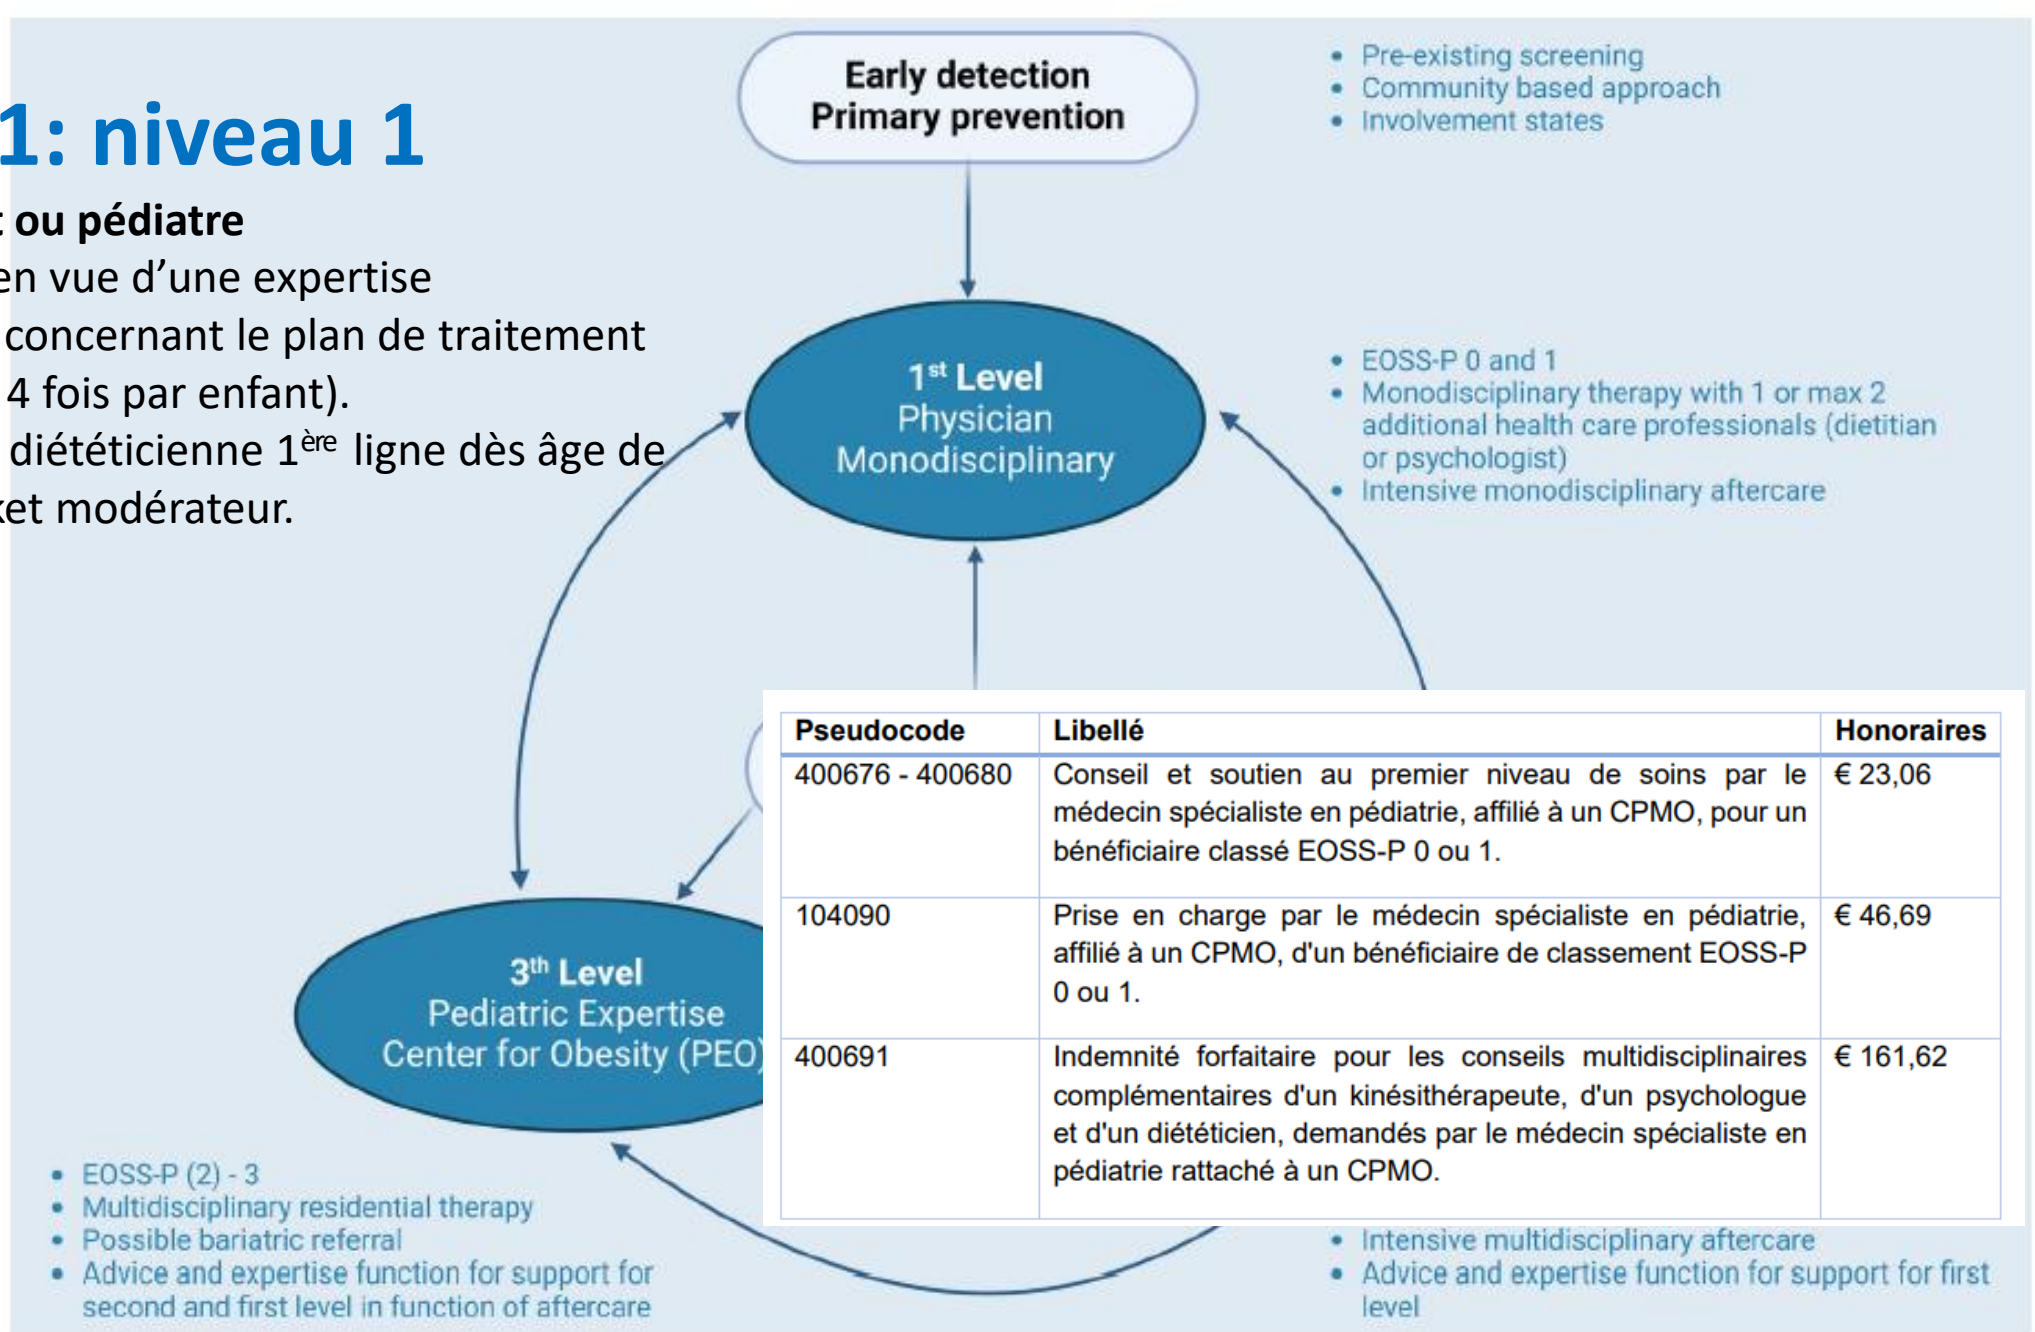 1: niveau 1
ou pédiatre
en vue d’une expertise
concernant le plan de traitement
4 fois par enfant).
diététicienne 1ère ligne dès âge de
modérateur.
Early detection
Primary prevention
• Pre-existing screening
• Community based approach
• Involvement states
1st Level
Physician
Monodisciplinary
• EOSS-P 0 and 1
• Monodisciplinary therapy with 1 or max 2
additional health care professionals (dietitian
or psychologist)
• Intensive monodisciplinary aftercare
Pseudocode Libellé Honoraires
400676 - 400680 Conseil et soutien au premier niveau de soins par le € 23,06
médecin spécialiste en pédiatrie, affilié à un CPMO, pour un
bénéficiaire classé EOSS-P 0 ou 1.
104090 Prise en charge par le médecin spécialiste en pédiatrie, € 46,69
affilié à un CPMO, d'un bénéficiaire de classement EOSS-P
0 ou 1.
400691 Indemnité forfaitaire pour les conseils multidisciplinaires € 161,62
complémentaires d'un kinésithérapeute, d'un psychologue
et d'un diététicien, demandés par le médecin spécialiste en
pédiatrie rattaché à un CPMO.
3th Level
Pediatric Expertise
Center for Obesity (PEO)
• EOSS-P (2) - 3
• Multidisciplinary residential therapy
• Possible bariatric referral
• Advice and expertise function for support for
second and first level in function of aftercare
• Intensive multidisciplinary aftercare
• Advice and expertise function for support for first
level